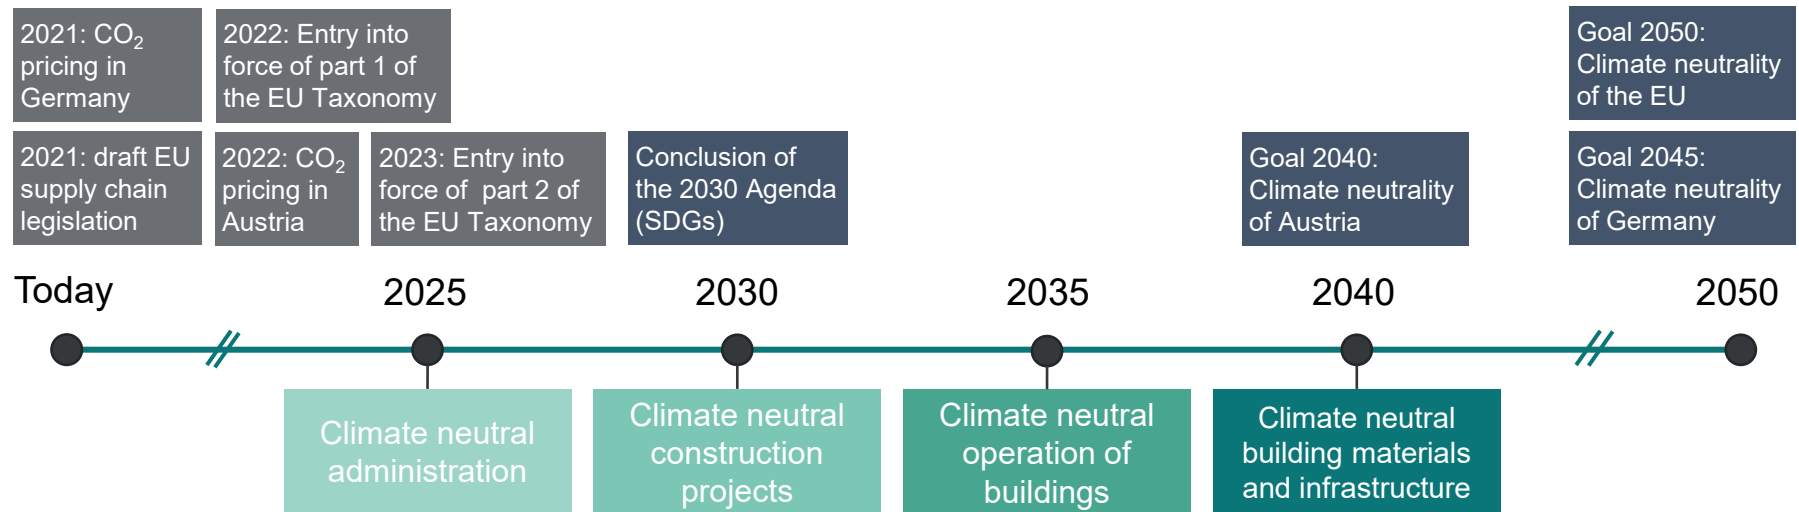 2021: CO₂
pricing in
Germany
2022: Entry into
force of part 1 of
the EU Taxonomy
Goal 2050:
Climate neutrality
of the EU
2021: draft EU
supply chain
legislation
2022: CO₂
pricing in
Austria
2023: Entry into
force of part 2 of
the EU Taxonomy
Conclusion of
the 2030 Agenda
(SDGs)
Goal 2040:
Climate neutrality
of Austria
Goal 2045:
Climate neutrality
of Germany
Today
2025
2030
2035
2040
2050
Climate neutral
administration
Climate neutral
construction
projects
Climate neutral
operation of
buildings
Climate neutral
building materials
and infrastructure